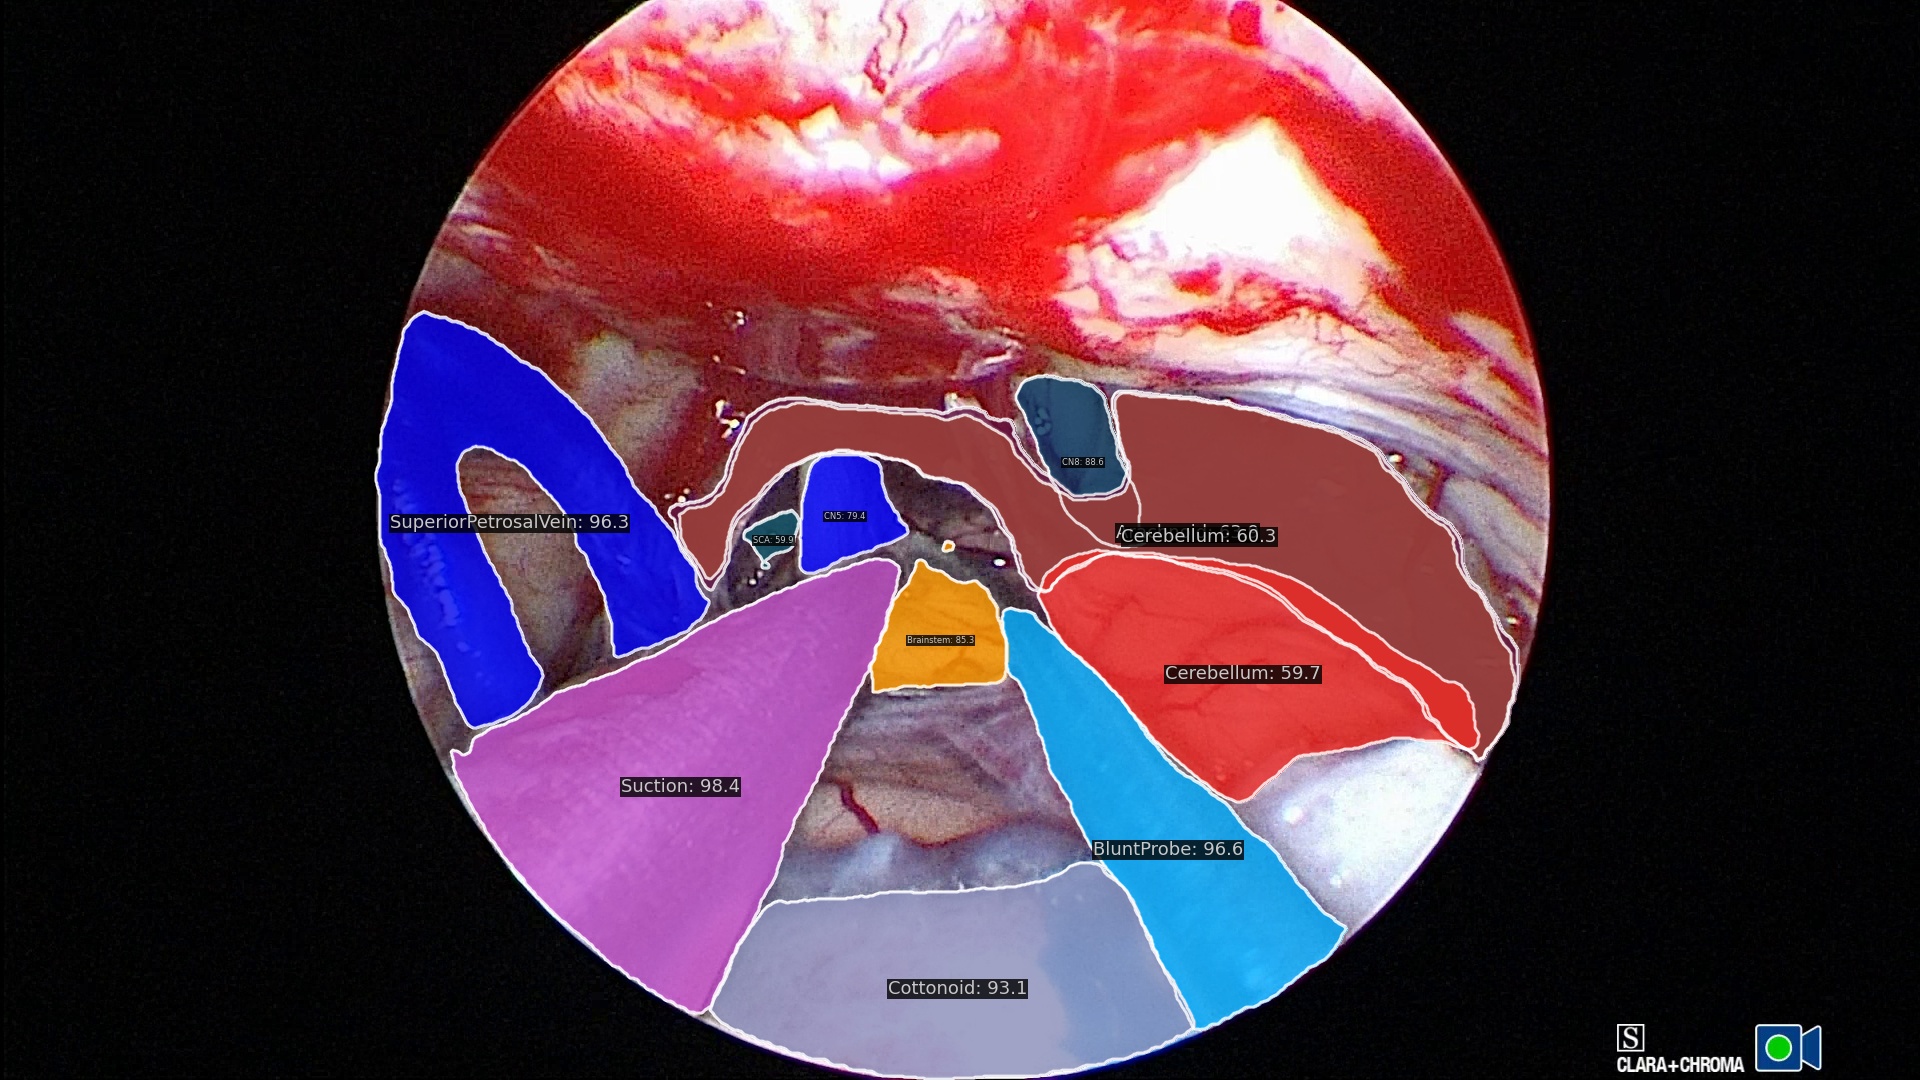 CN8: 88.6
CN5: 79.4
SuperiorPetrosalVein: 96.3
SCA: 59.9
Cerebellum: 60.3
Brainstem: 85.3
Cerebellum: 59.7
Suction: 98.4
BluntProbe: 96.6
Cottonoid: 93.1
S
CLARA+CHROMA